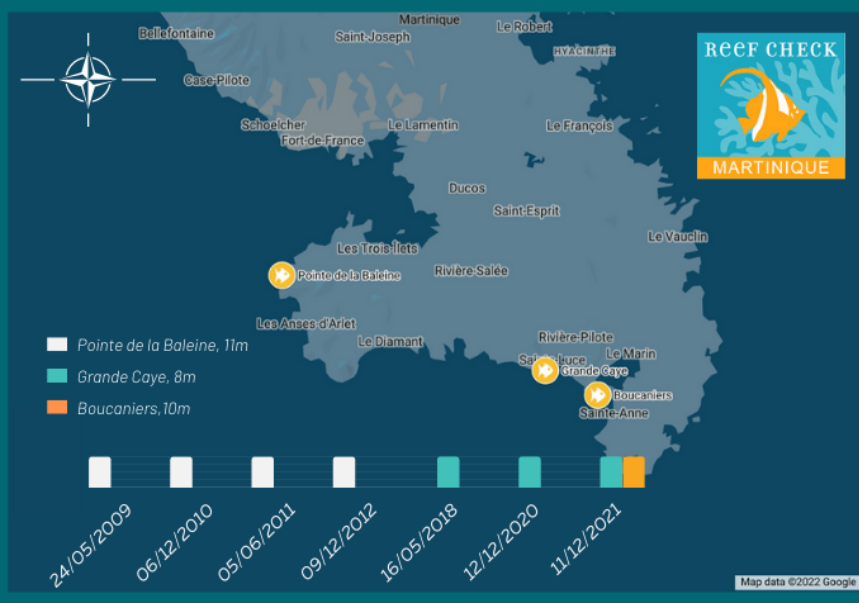 Martinique
Le Robert
Bellefontaine
Saint-Joseph
HYACINTHE
REEF CHECK
Case-Pilote
Schoelcher
Le Lamentin
Le François
Fort-de-France
MARTINIQUE
Ducos
Saint-Esprit
Le Vauclin
Les Trois-Îlets
Pointe de la Baleine
Rivière-Salée
Les Anses-d'Arlet
Le Diamant
Rivière-Pilote
Pointe de la Baleine, 11m
Le Marin
Grande Caye
Grande Caye, 8m
Boucaniers
Boucaniers,10m
Sainte-Anne
24/05/2009
06/12/2010
05/06/2011
09/12/2012
16/05/2018
12/12/2020
11/12/2021
Map data ©2022 Google